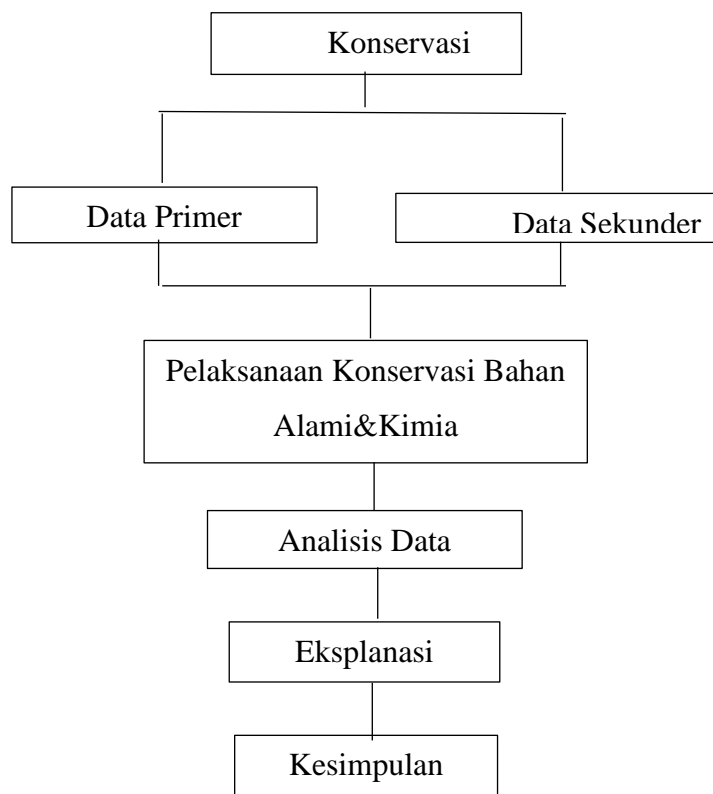 Konservasi
Data Primer
Data Sekunder
Pelaksanaan Konservasi Bahan
Alami&Kimia
Analisis Data
Eksplanasi
Kesimpulan